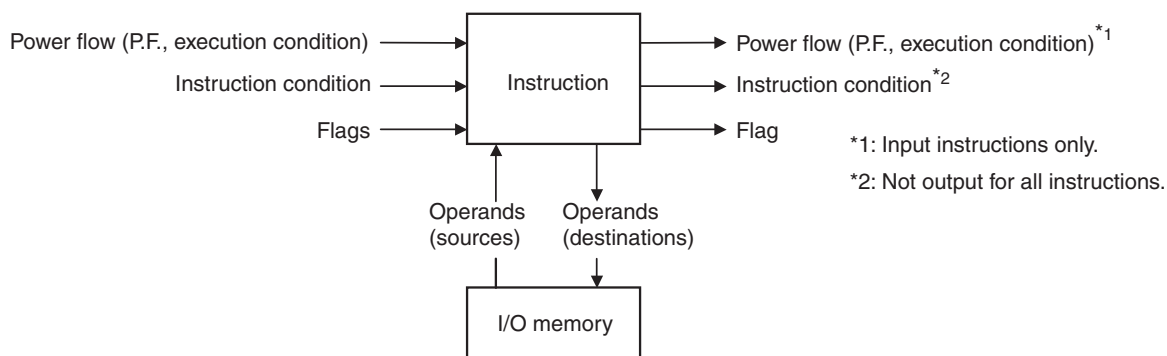 Power flow (P.F., execution condition)
Instruction condition
Flags
Instruction
Power flow (P.F., execution condition)*1
Instruction condition*2
Flag
*1: Input instructions only.
*2: Not output for all instructions.
Operands
(sources)
Operands
(destinations)
I/O memory